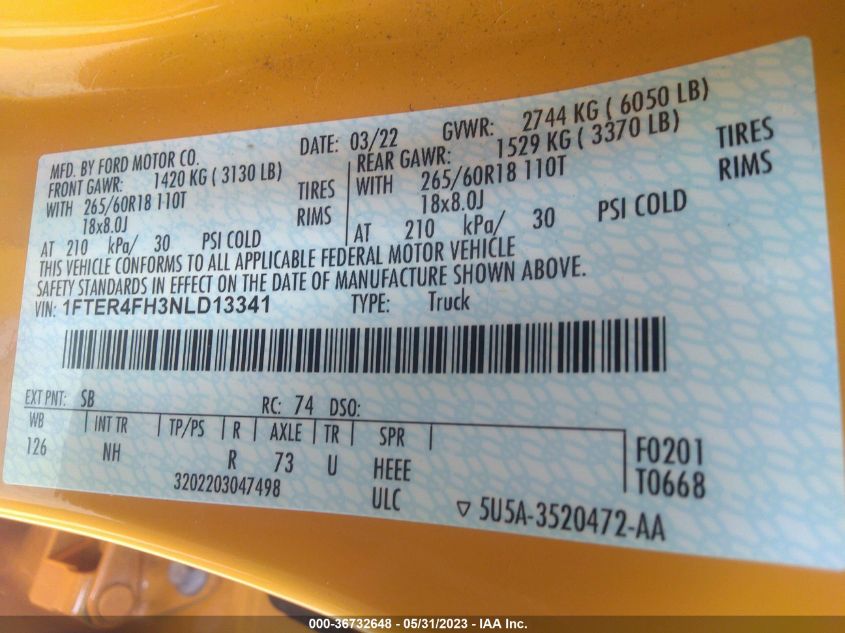 MFD. BY FORD MOTOR CO. DATE: 03/22 GVWR: 2744 KG ( 6050 LB)
FRONT GAWR: 1420 KG ( 3130 LB) REAR GAWR: 1529 KG ( 3370 LB)
WITH 265/60R18 110T TIRES WITH 265/60R18 110T TIRES
18x8.0J RIMS 18x8.0J RIMS
AT 210 kPa/ 30 PSI COLD AT 210 kPa/ 30 PSI COLD
THIS VEHICLE CONFORMS TO ALL APPLICABLE FEDERAL MOTOR VEHICLE
SAFETY STANDARDS IN EFFECT ON THE DATE OF MANUFACTURE SHOWN ABOVE.
VIN: 1FTER4FH3NLD13341 TYPE: Truck
EXT PNT: SB RC: 74 DSO:
WB INT TR TP/PS R AXLE TR SPR
126 NH R 73 U HEEE F0201
3202203047498 ULC T0668
▽ 5U5A-3520472-AA
000-36732648 - 05/31/2023 - IAA Inc.